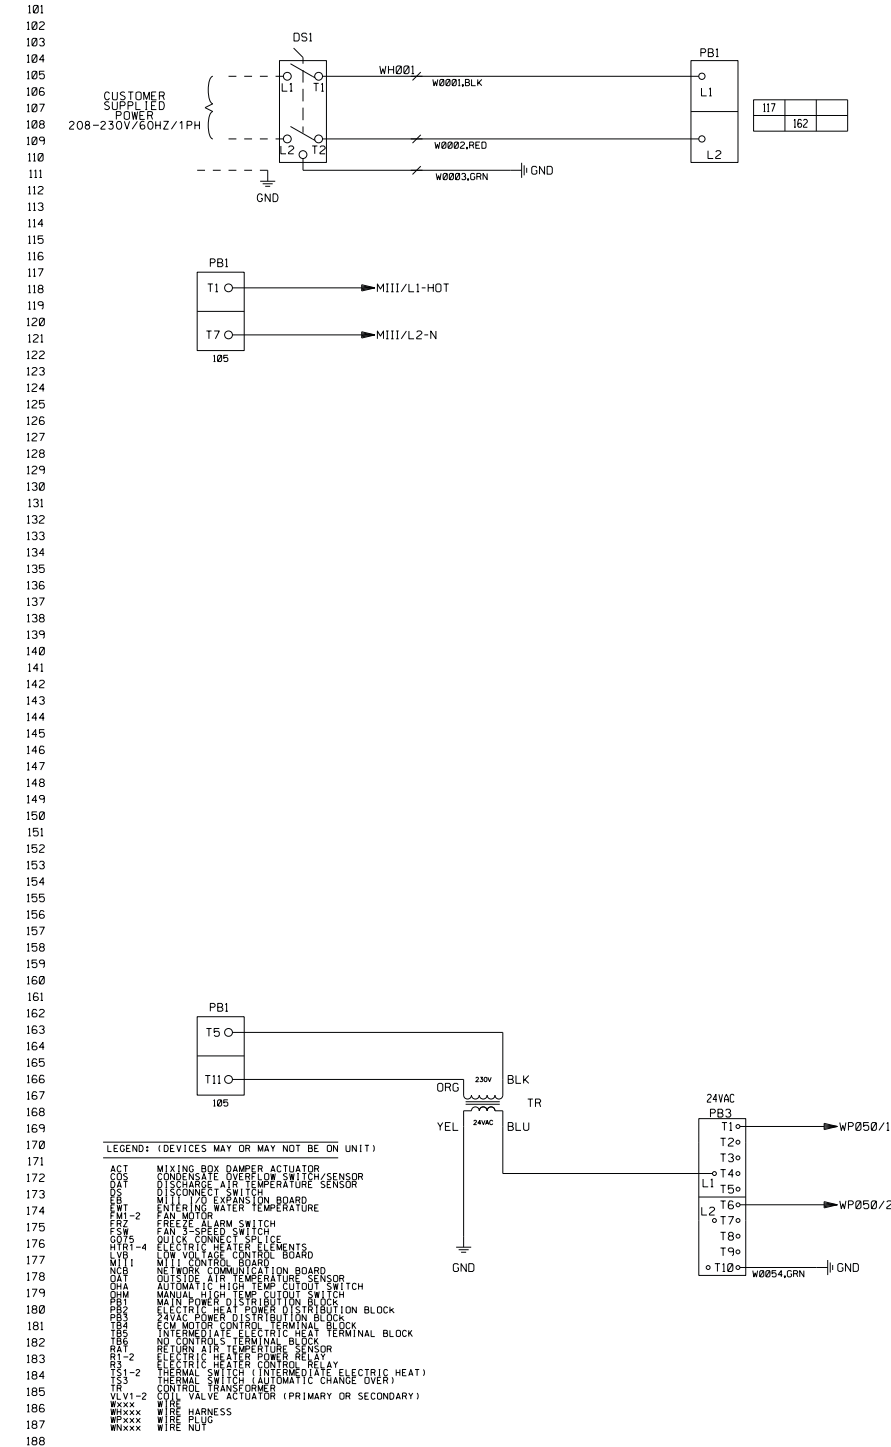 101
102
103
104
105
106
107
108
109
110
111
112
113
114
115
116
117
118
119
120
121
122
123
124
125
126
127
128
129
130
131
132
133
134
135
136
137
138
139
140
141
142
143
144
145
146
147
148
149
150
151
152
153
154
155
156
157
158
159
160
161
162
163
164
165
166
167
168
169
170
171
172
173
174
175
176
177
178
179
180
181
182
183
184
185
186
187
188
DS1
CUSTOMER
SUPPLIED
POWER
208-230V/60HZ/1PH
L1 T1
WH001
W0001,BLK
L2 T2
W0002,RED
W0003,GRN
GND
GND
PB1
L1
L2
117
162
PB1
T1
MIII/L1-HOT
T7
MIII/L2-N
105
PB1
T5
T11
105
ORG
230V
BLK
TR
YEL
24VAC
BLU
GND
24VAC
PB3
T1
WP050/1
T2
T3
T4
L1
T5
T6
WP050/2
L2
T7
T8
T9
T10
W0054,GRN
GND
LEGEND: (DEVICES MAY OR MAY NOT BE ON UNIT)
ACT MIXING BOX DAMPER ACTUATOR
COS CONDENSATE OVERFLOW SWITCH/SENSOR
DAT DISCHARGE AIR TEMPERATURE SENSOR
DS DISCONNECT SWITCH
EB MIII I/O EXPANSION BOARD
EWT ENTERING WATER TEMPERATURE
FM1-2 FAN MOTOR
FRZ FREEZE ALARM SWITCH
FSW FAN 3-SPEED SWITCH
GQ75 QUICK CONNECT SPLICE
HTR1-4 ELECTRIC HEATER ELEMENTS
LVB LOW VOLTAGE CONTROL BOARD
MIII MIII CONTROL BOARD
NCB NETWORK COMMUNICATION BOARD
OAT OUTSIDE AIR TEMPERATURE SENSOR
OHA AUTOMATIC HIGH TEMP CUTOUT SWITCH
OHM MANUAL HIGH TEMP CUTOUT SWITCH
PB1 MAIN POWER DISTRIBUTION BLOCK
PB2 ELECTRIC HEAT POWER DISTRIBUTION BLOCK
PB3 24VAC POWER DISTRIBUTION BLOCK
TB4 ECM MOTOR CONTROL TERMINAL BLOCK
TB5 INTERMEDIATE ELECTRIC HEAT TERMINAL BLOCK
TB6 NO CONTROLS TERMINAL BLOCK
RAT RETURN AIR TEMPERTURE SENSOR
R1-2 ELECTRIC HEATER POWER RELAY
R3 ELECTRIC HEATER CONTROL RELAY
TS1-2 THERMAL SWITCH (INTERMEDIATE ELECTRIC HEAT)
TS3 THERMAL SWITCH (AUTOMATIC CHANGE OVER)
TR CONTROL TRANSFORMER
VLV1-2 COIL VALVE ACTUATOR (PRIMARY OR SECONDARY)
Wxxx WIRE
WHxxx WIRE HARNESS
WPxxx WIRE PLUG
WNxxx WIRE NUT